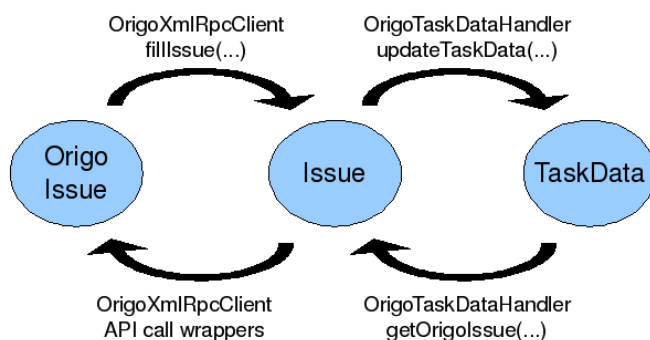 OrigoXmlRpcClient
fillIssue(...)
OrigoTaskDataHandler
updateTaskData(...)
Origo
Issue
Issue
TaskData
OrigoXmlRpcClient
API call wrappers
OrigoTaskDataHandler
getOrigoIssue(...)